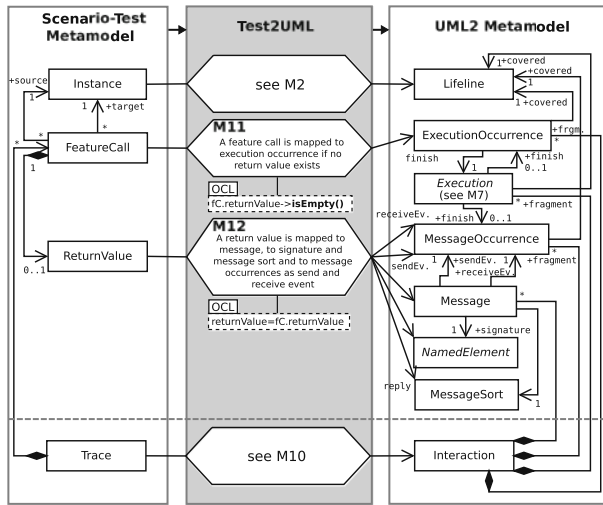 Scenario-Test
Metamodel
Test2UML
UML2 Metamodel
+source
1
Instance
see M2
Lifeline
1
+covered
+covered
1
1
+covered
1
+target
*
*
*
FeatureCall
1
M11
A feature call is mapped to
execution occurrence if no
return value exists
ExecutionOccurrence
+frgm.
*
finish
1
+finish
0..1
OCL
fC.returnValue->isEmpty()
Execution
(see M7)
*
+fragment
receiveEv.
+finish
0..1
M12
A return value is mapped to
message, to signature and
message sort and to message
occurrences as send and
receive event
ReturnValue
0..1
MessageOccurrence
*
sendEv.
1
+sendEv.
1
+fragment
+receiveEv.
OCL
returnValue=fC.returnValue
Message
*
1
+signature
NamedElement
reply
MessageSort
1
Trace
see M10
Interaction